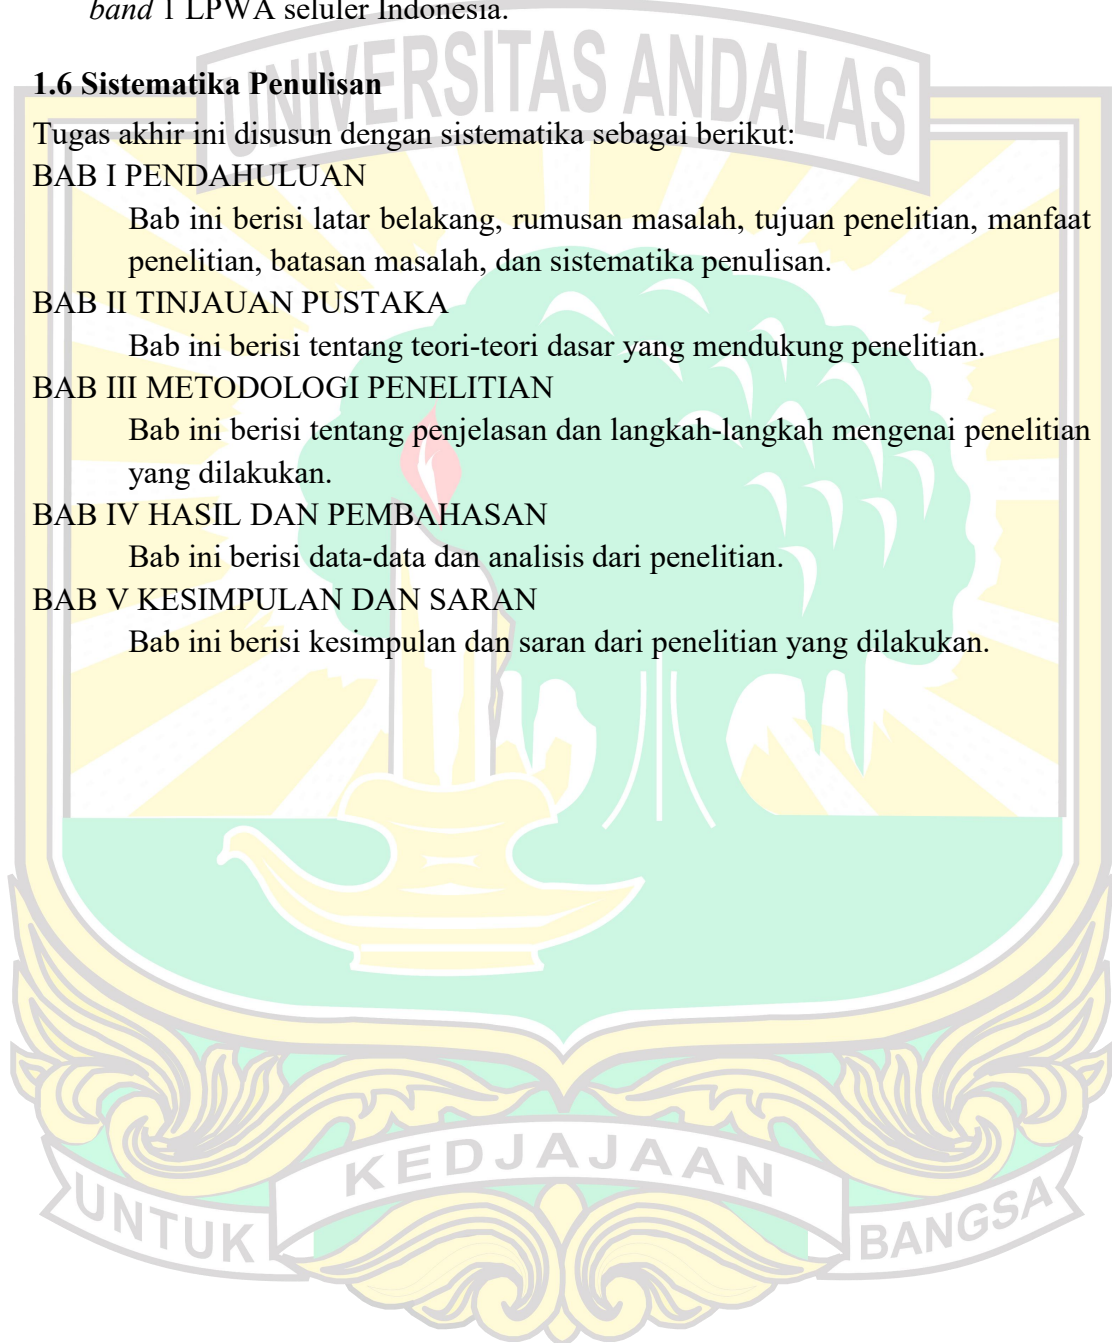 band 1 LPWA seluler Indonesia.
UNIVERSITAS ANDALAS
1.6 Sistematika Penulisan
Tugas akhir ini disusun dengan sistematika sebagai berikut:
BAB I PENDAHULUAN
Bab ini berisi latar belakang, rumusan masalah, tujuan penelitian, manfaat
penelitian, batasan masalah, dan sistematika penulisan.
BAB II TINJAUAN PUSTAKA
Bab ini berisi tentang teori-teori dasar yang mendukung penelitian.
BAB III METODOLOGI PENELITIAN
Bab ini berisi tentang penjelasan dan langkah-langkah mengenai penelitian
yang dilakukan.
BAB IV HASIL DAN PEMBAHASAN
Bab ini berisi data-data dan analisis dari penelitian.
BAB V KESIMPULAN DAN SARAN
Bab ini berisi kesimpulan dan saran dari penelitian yang dilakukan.
UNTUK KEDJAJAAN BANGSA